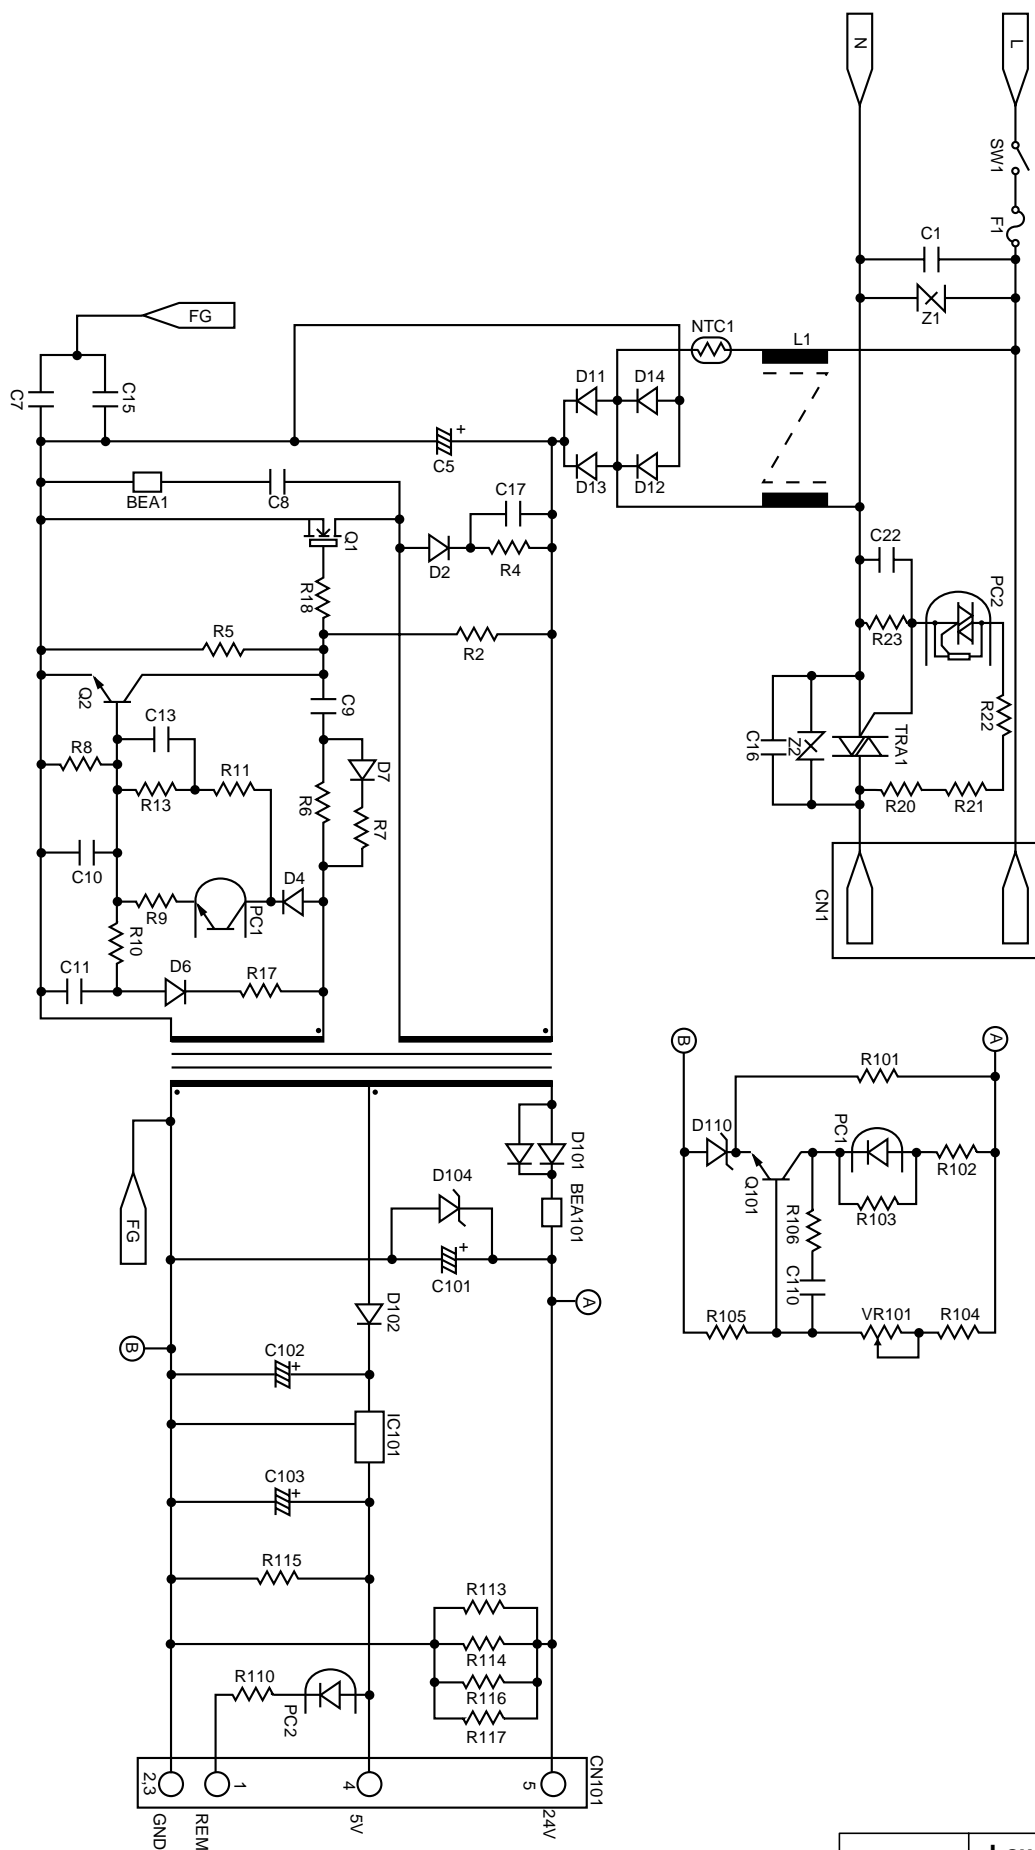 N
L
SW1
F1
C1
Z1
FG
NTC1
L1
C7
C15
D11
D14
+
C5
D13
D12
BEA1
C8
C17
Q1
D2
R4
C22
PC2
R18
R5
R2
R23
Q2
C9
R22
C13
TRA1
Z2
C16
R8
D7
R11
R13
R6
R7
R20
R21
C10
D4
CN1
R9
PC1
R10
C11
D6
R17
B
A
R101
D110
PC1
R102
D101
Q101
R103
D104
BEA101
R106
FG
+
C101
C110
A
D102
R105
VR101
R104
B
C102
+
IC101
C103
+
R115
R113
R114
R110
R116
PC2
R117
CN101
2,3
1
4
5
GND
REM
5V
24V